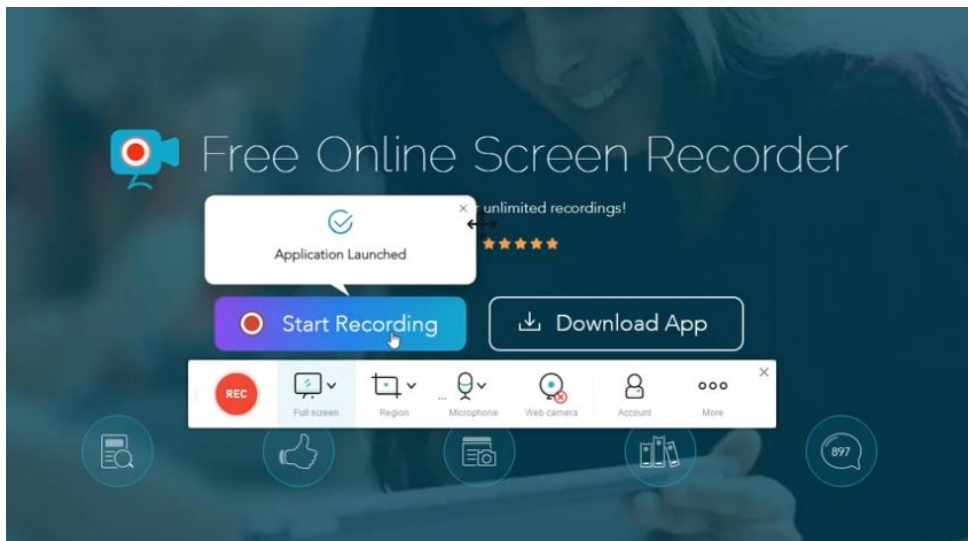 Free Online Screen Recorder
unlimited recordings!
Application Launched
Start Recording
Download App
REC
Full screen
Region
Microphone
Web camera
Account
More
897